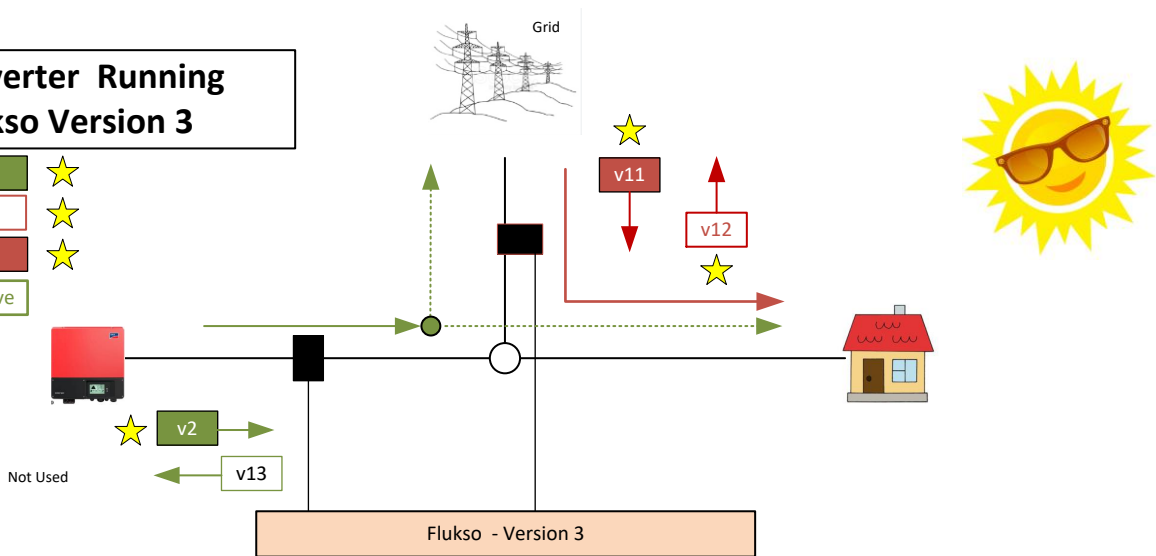 Grid
verter Running
kso Version 3
v11
v12
ve
v2
v13
Not Used
Flukso - Version 3